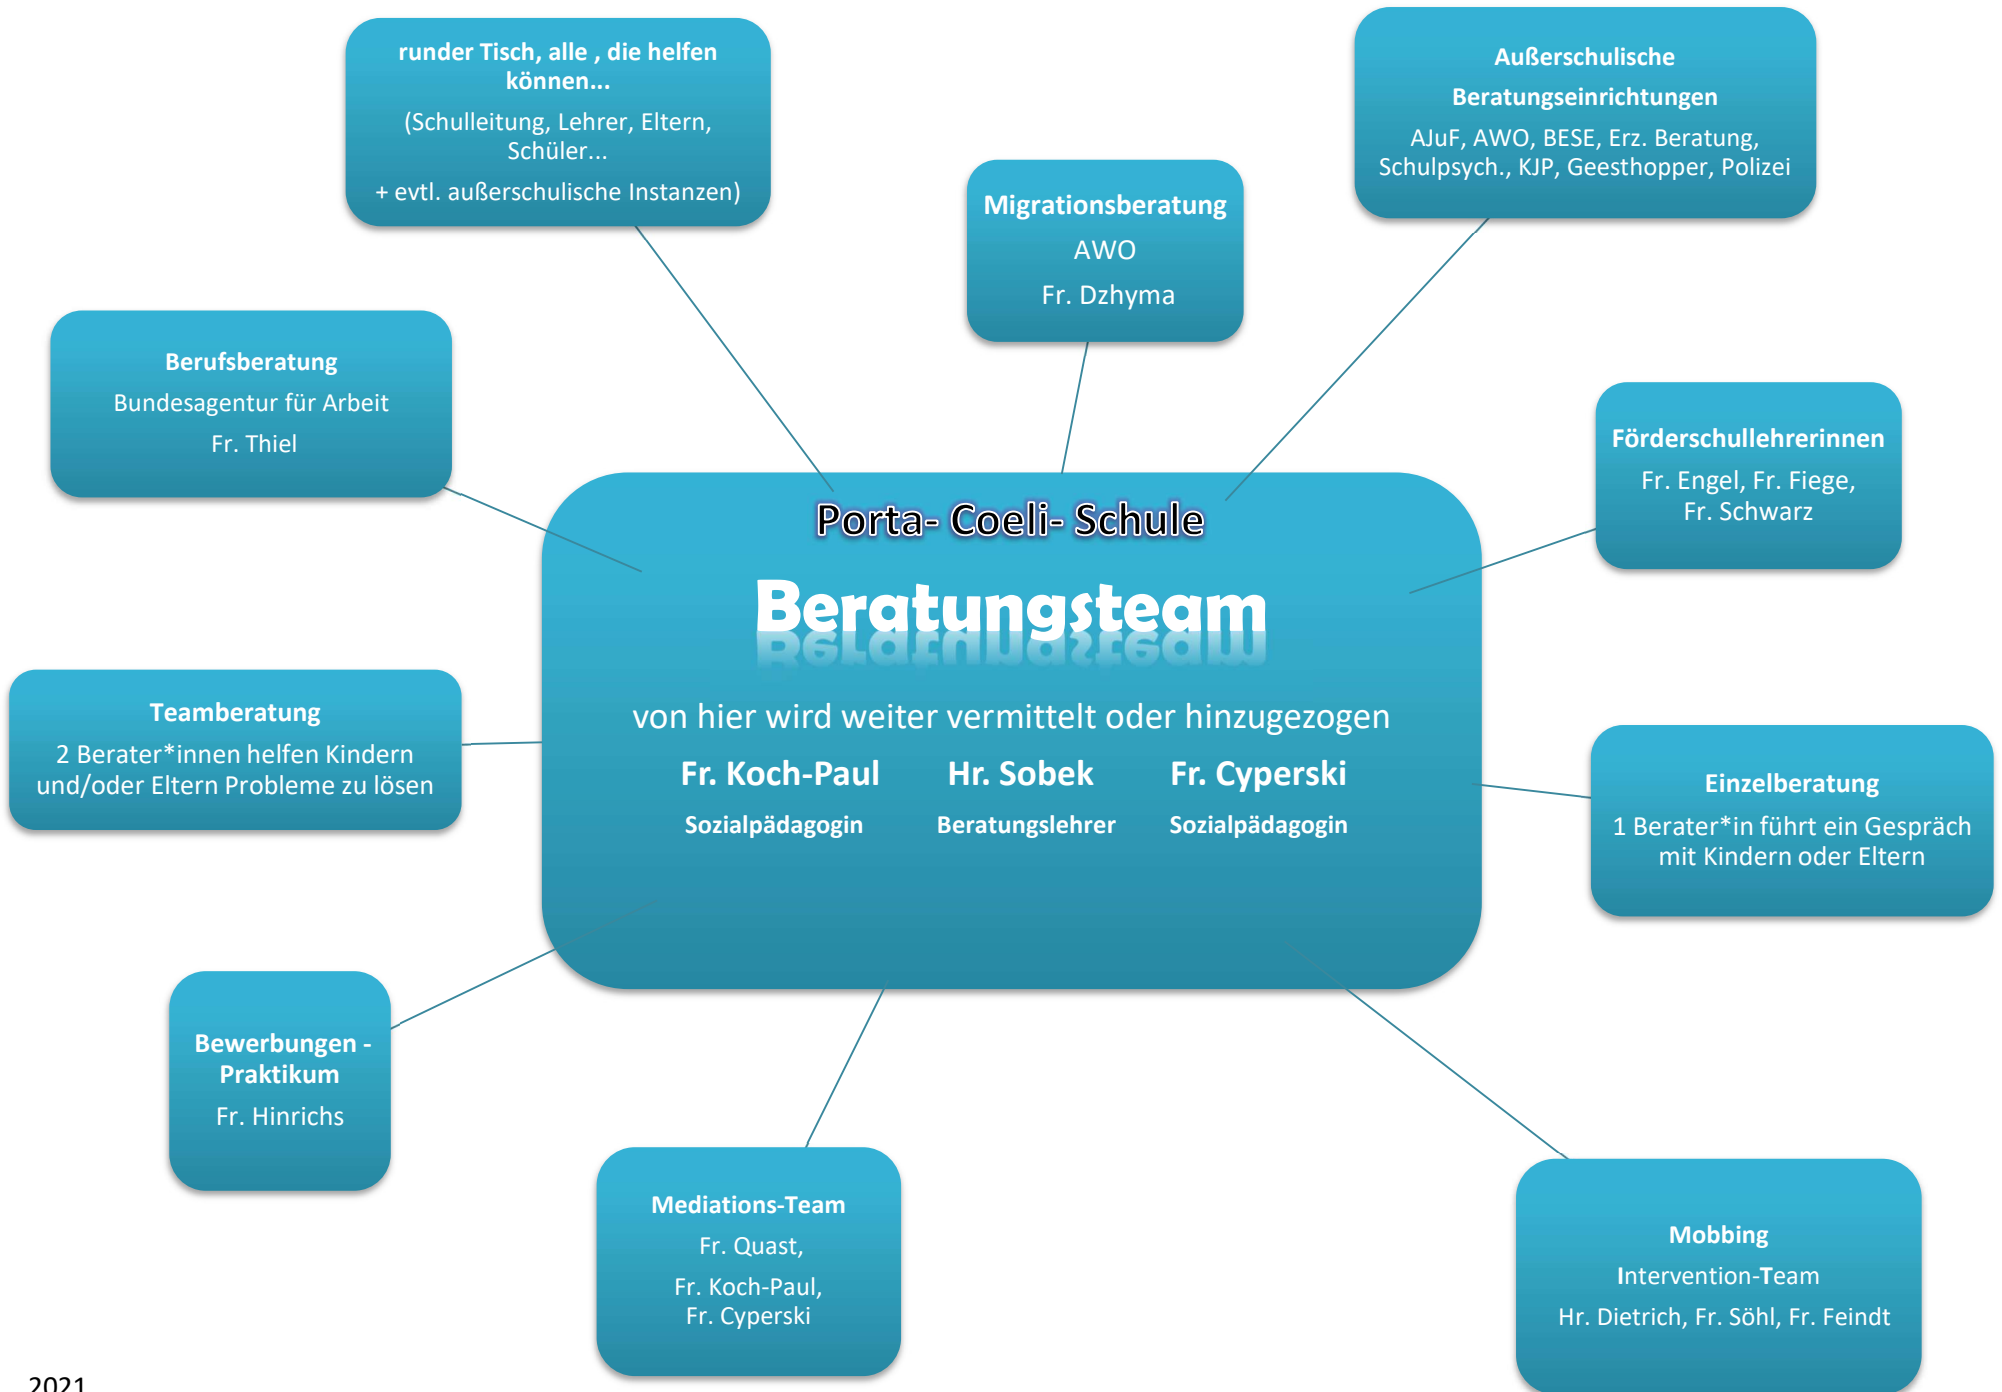 runder Tisch, alle , die helfen
können...
(Schulleitung, Lehrer, Eltern,
Schüler...
+ evtl. außerschulische Instanzen)
Außerschulische
Beratungseinrichtungen
AJuF, AWO, BESE, Erz. Beratung,
Schulpsych., KJP, Geesthopper, Polizei
Migrationsberatung
AWO
Fr. Dzhyma
Berufsberatung
Bundesagentur für Arbeit
Fr. Thiel
Förderschullehrerinnen
Fr. Engel, Fr. Fiege,
Fr. Schwarz
Porta- Coeli- Schule
Beratungsteam
von hier wird weiter vermittelt oder hinzugezogen
Fr. Koch-Paul Hr. Sobek Fr. Cyperski
Sozialpädagogin Beratungslehrer Sozialpädagogin
Teamberatung
2 Berater*innen helfen Kindern
und/oder Eltern Probleme zu lösen
Einzelberatung
1 Berater*in führt ein Gespräch
mit Kindern oder Eltern
Bewerbungen -
Praktikum
Fr. Hinrichs
Mediations-Team
Fr. Quast,
Fr. Koch-Paul,
Fr. Cyperski
Mobbing
Intervention-Team
Hr. Dietrich, Fr. Söhl, Fr. Feindt
2021